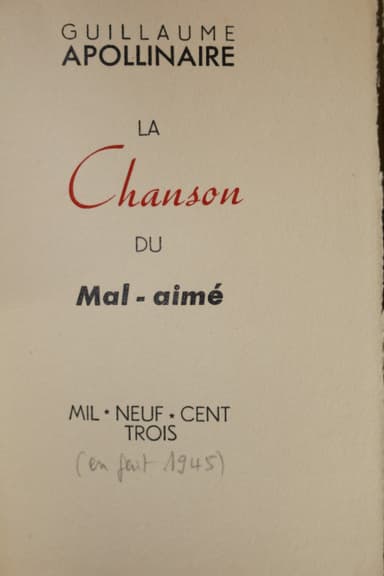 GUILLAUME
APOLLINAIRE
LA
Chanson
DU
Mal-aimé
MIL * NEUF * CENT
TROIS
(en fait 1945)